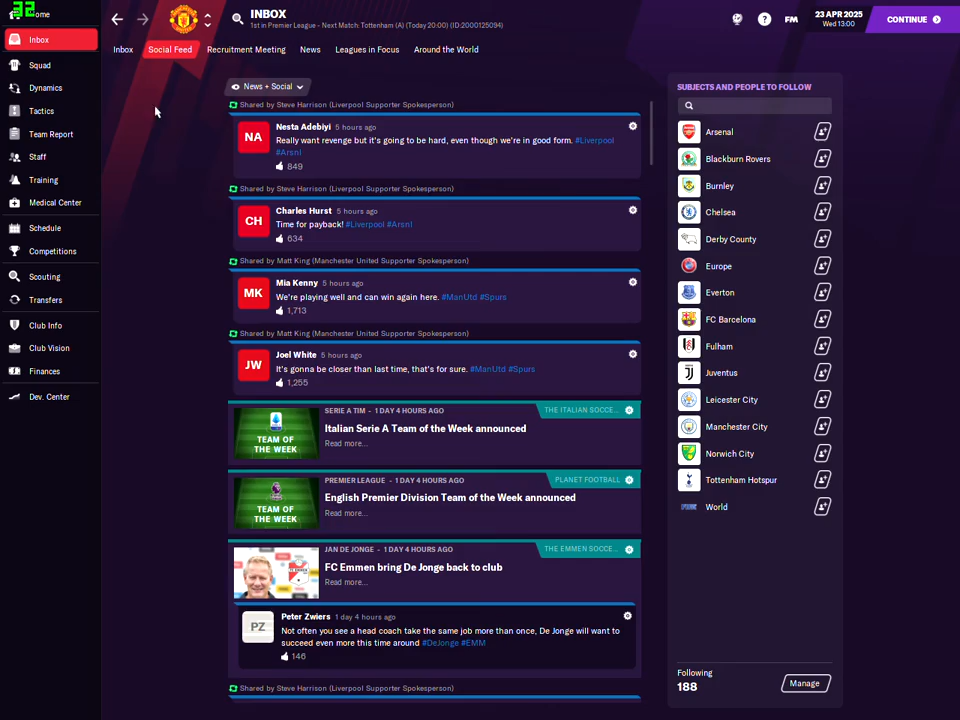 32
ome
INBOX
1st in Premier League - Next Match: Tottenham (A) (Today 20:00) (ID:2000125094)
?
FM
23 APR 2025
Wed 13:00
CONTINUE
Inbox
Social Feed
Recruitment Meeting
News
Leagues in Focus
Around the World
Inbox
Squad
Dynamics
Tactics
Team Report
Staff
Training
Medical Center
Schedule
Competitions
Scouting
Transfers
Club Info
Club Vision
Finances
Dev. Center
News + Social
Shared by Steve Harrison (Liverpool Supporter Spokesperson)
NA
Nesta Adebiyi 5 hours ago
Really want revenge but it's going to be hard, even though we're in good form. #Liverpool
#Arsnl
849
Shared by Steve Harrison (Liverpool Supporter Spokesperson)
CH
Charles Hurst 5 hours ago
Time for payback! #Liverpool #Arsnl
634
Shared by Matt King (Manchester United Supporter Spokesperson)
MK
Mia Kenny 5 hours ago
We're playing well and can win again here. #ManUtd #Spurs
1,713
Shared by Matt King (Manchester United Supporter Spokesperson)
JW
Joel White 5 hours ago
It's gonna be closer than last time, that's for sure. #ManUtd #Spurs
1,255
TEAM OF
THE WEEK
SERIE A TIM - 1 DAY 4 HOURS AGO
THE ITALIAN SOCCE...
Italian Serie A Team of the Week announced
Read more...
TEAM OF
THE WEEK
PREMIER LEAGUE - 1 DAY 4 HOURS AGO
PLANET FOOTBALL
English Premier Division Team of the Week announced
Read more...
JAN DE JONGE - 1 DAY 4 HOURS AGO
THE EMMEN SOCCE...
FC Emmen bring De Jonge back to club
Read more...
PZ
Peter Zwiers 1 day 4 hours ago
Not often you see a head coach take the same job more than once, De Jonge will want to
succeed even more this time around #DeJonge #EMM
146
Shared by Steve Harrison (Liverpool Supporter Spokesperson)
SUBJECTS AND PEOPLE TO FOLLOW
Arsenal
Blackburn Rovers
Burnley
Chelsea
Derby County
Europe
Everton
FC Barcelona
Fulham
Juventus
Leicester City
Manchester City
Norwich City
Tottenham Hotspur
World
Following
188
Manage